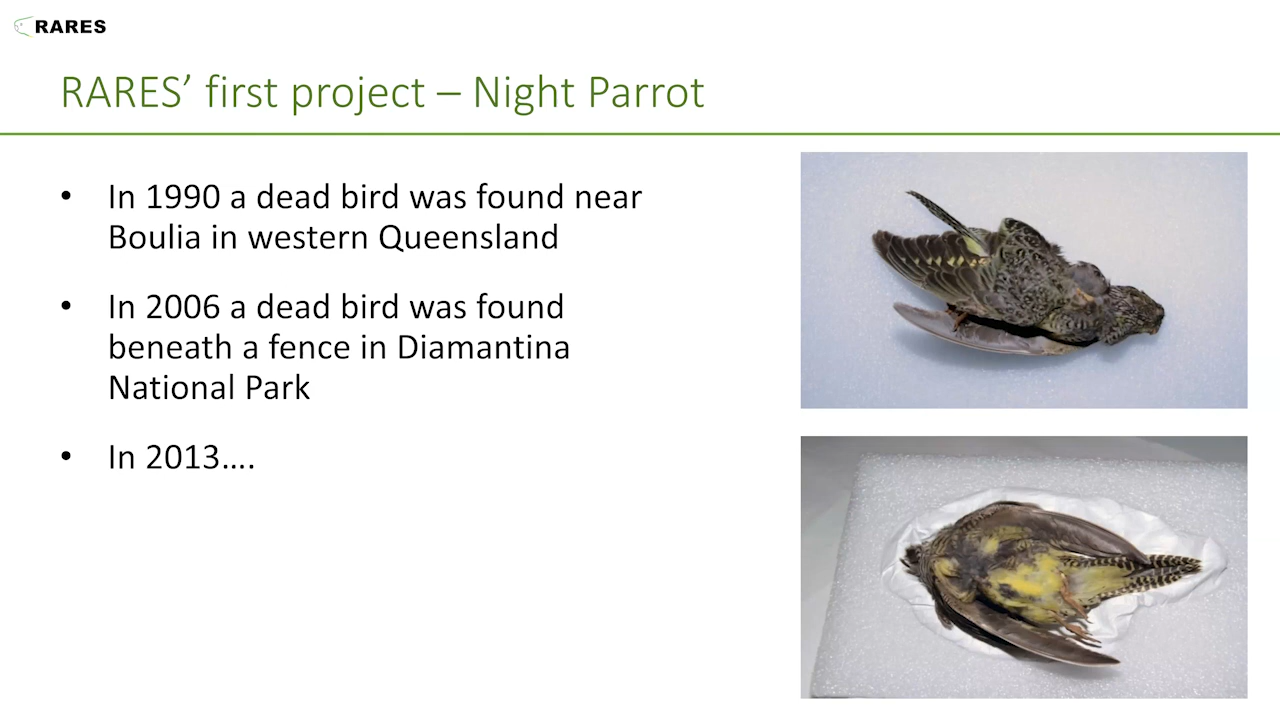 RARES
RARES’ first project – Night Parrot
• In 1990 a dead bird was found near
Boulia in western Queensland
• In 2006 a dead bird was found
beneath a fence in Diamantina
National Park
• In 2013….